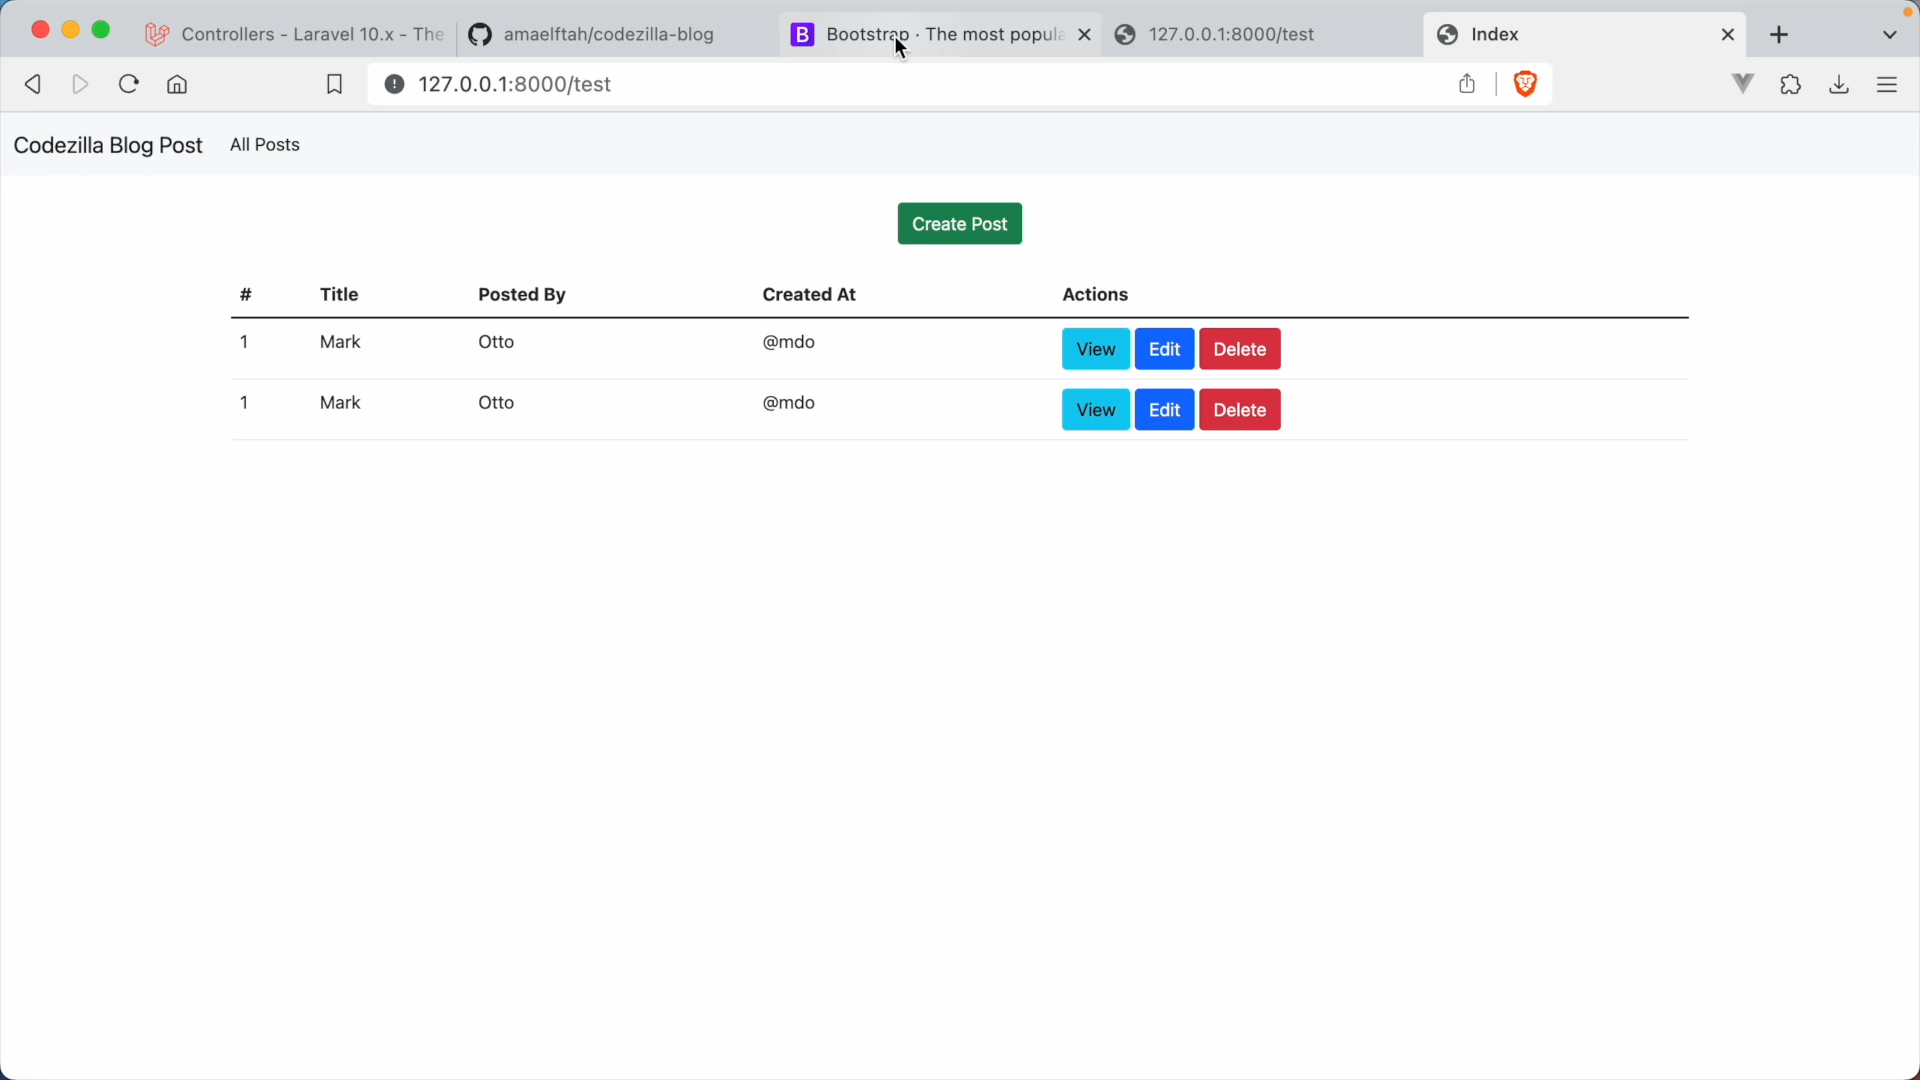 Controllers - Laravel 10.x - The
amaelftah/codezilla-blog
B Bootstrap · The most popula
127.0.0.1:8000/test
Index
127.0.0.1:8000/test
Codezilla Blog Post All Posts
Create Post
# Title Posted By Created At Actions
1 Mark Otto @mdo View Edit Delete
1 Mark Otto @mdo View Edit Delete